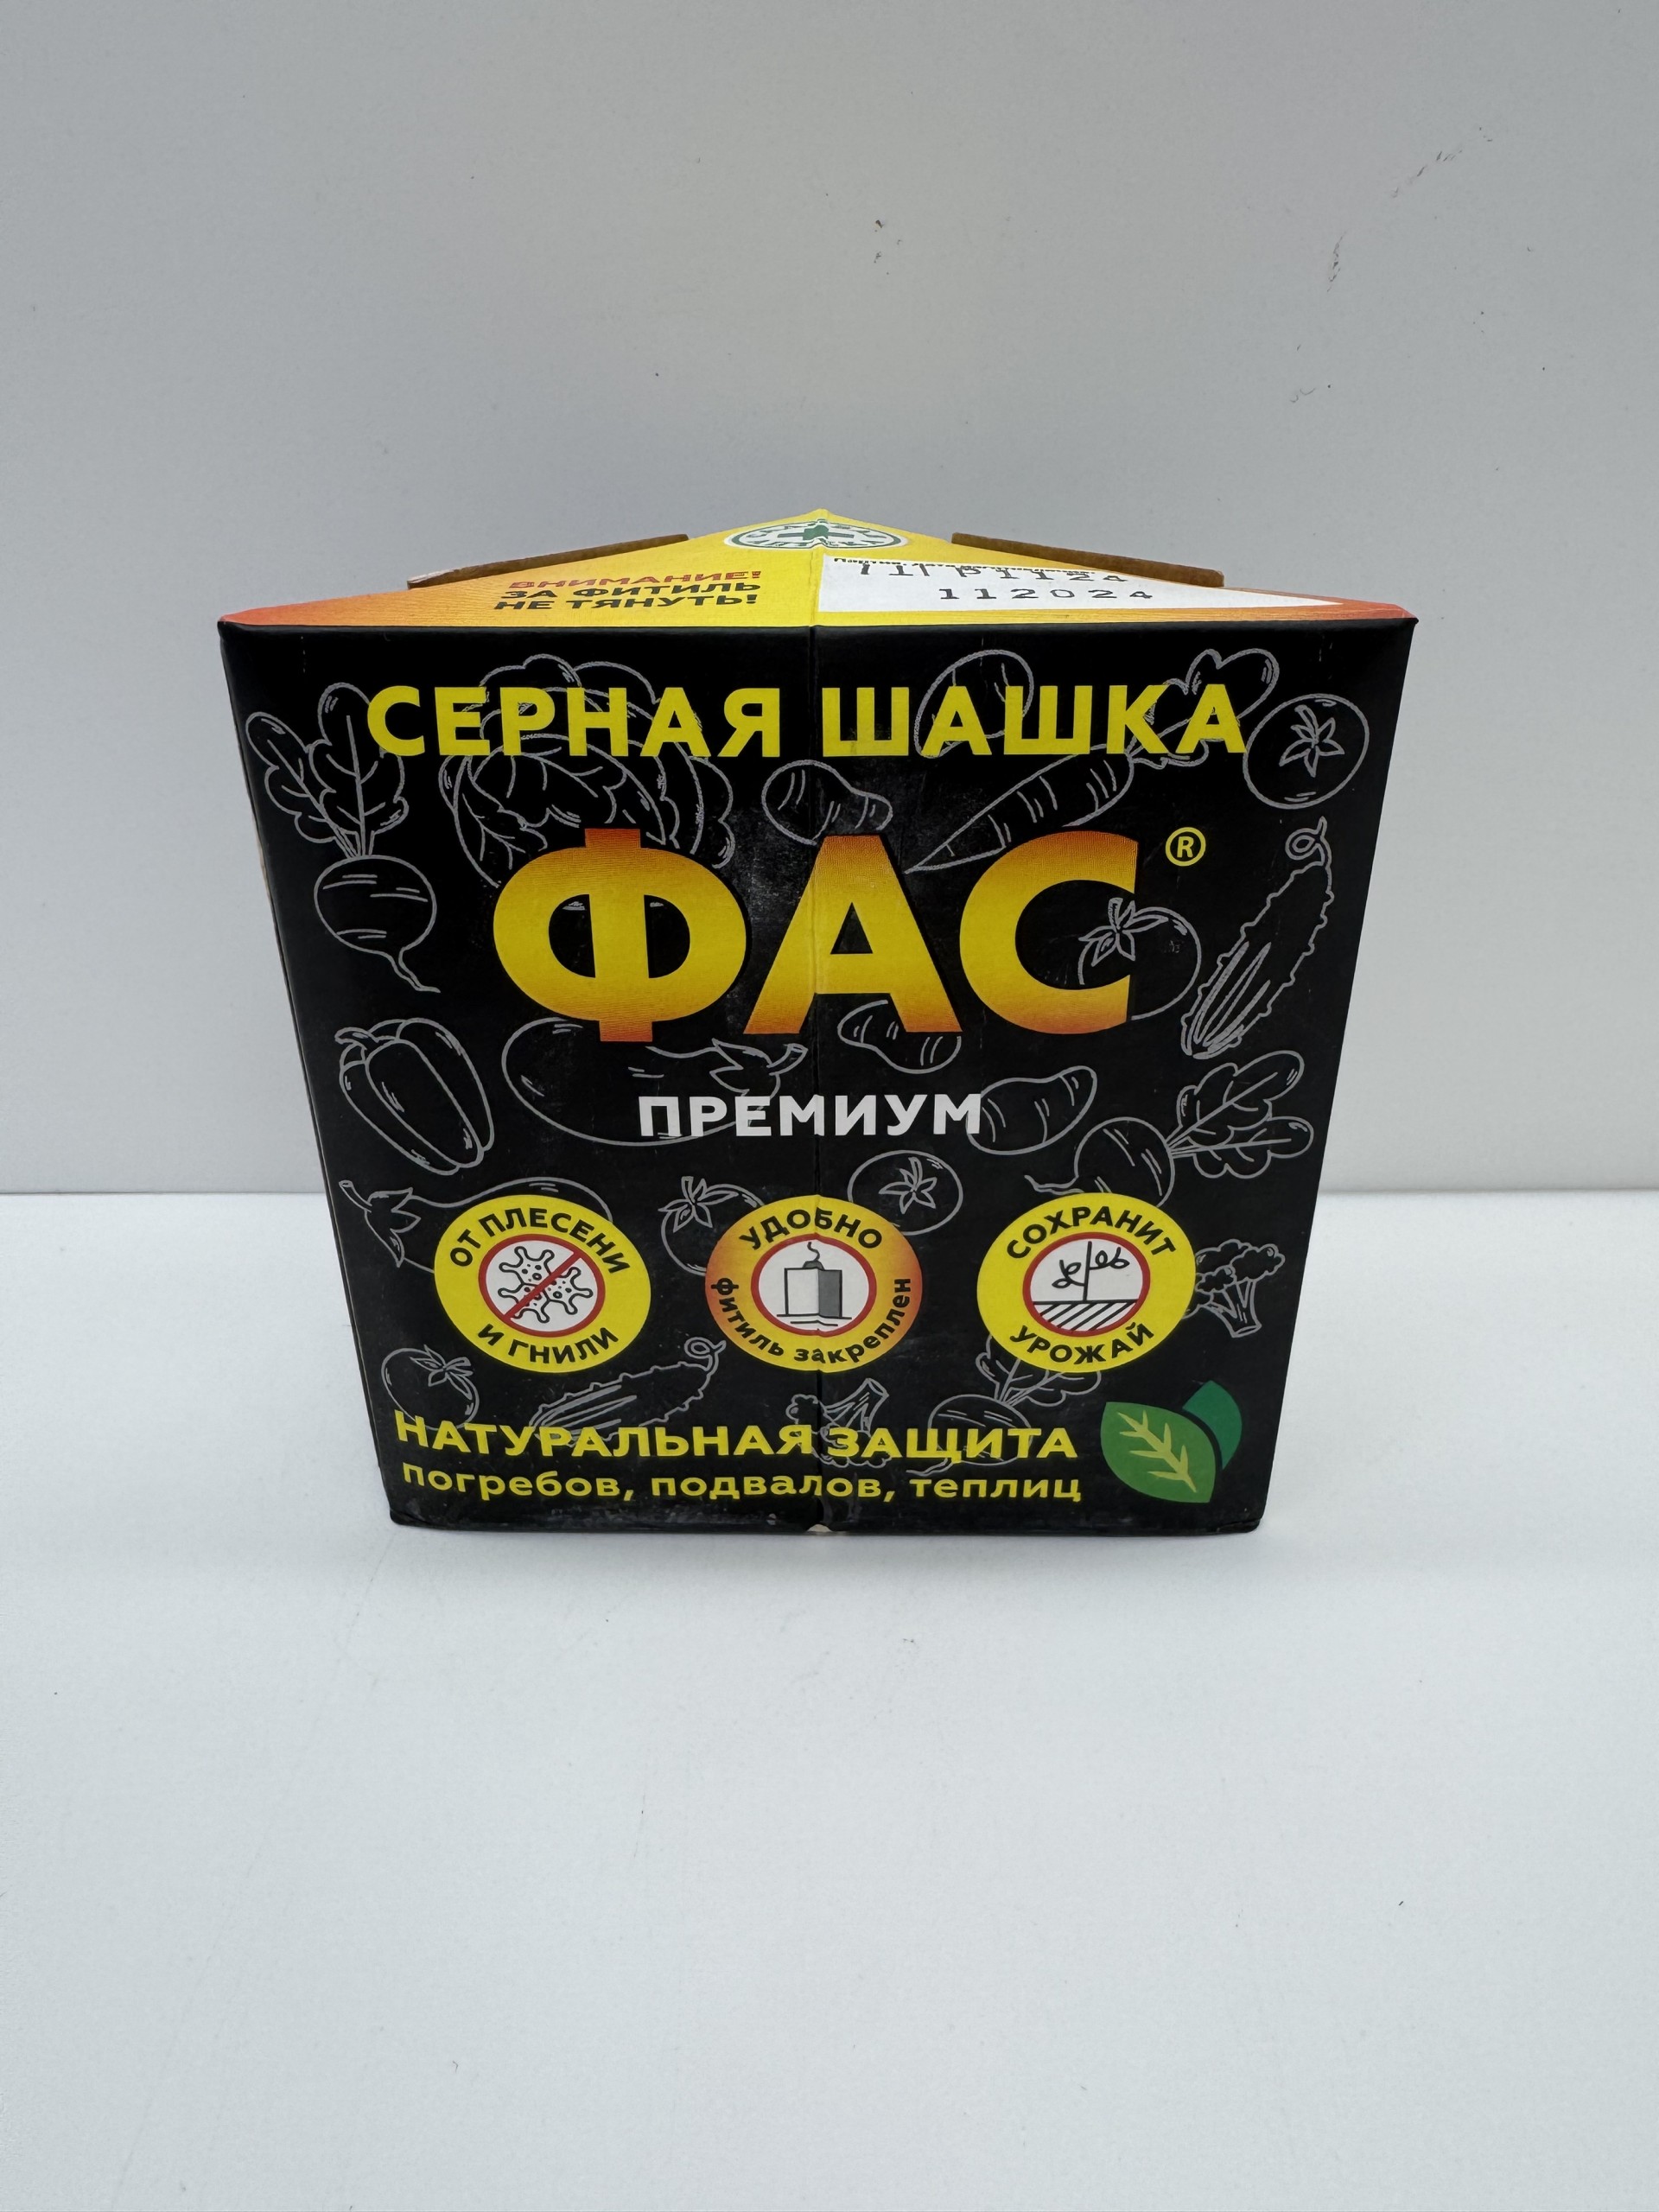 ВНИМАНИЕ!
ЗА ФИТИЛЬ
НЕ ТЯНУТЬ!
112024
СЕРНАЯ ШАШКА
ФАС®
ПРЕМИУМ
ОТ ПЛЕСЕНИ
И ГНИЛИ
УДОБНО
фитиль закреплен
СОХРАНИТ
УРОЖАЙ
НАТУРАЛЬНАЯ ЗАЩИТА
погребов, подвалов, теплиц